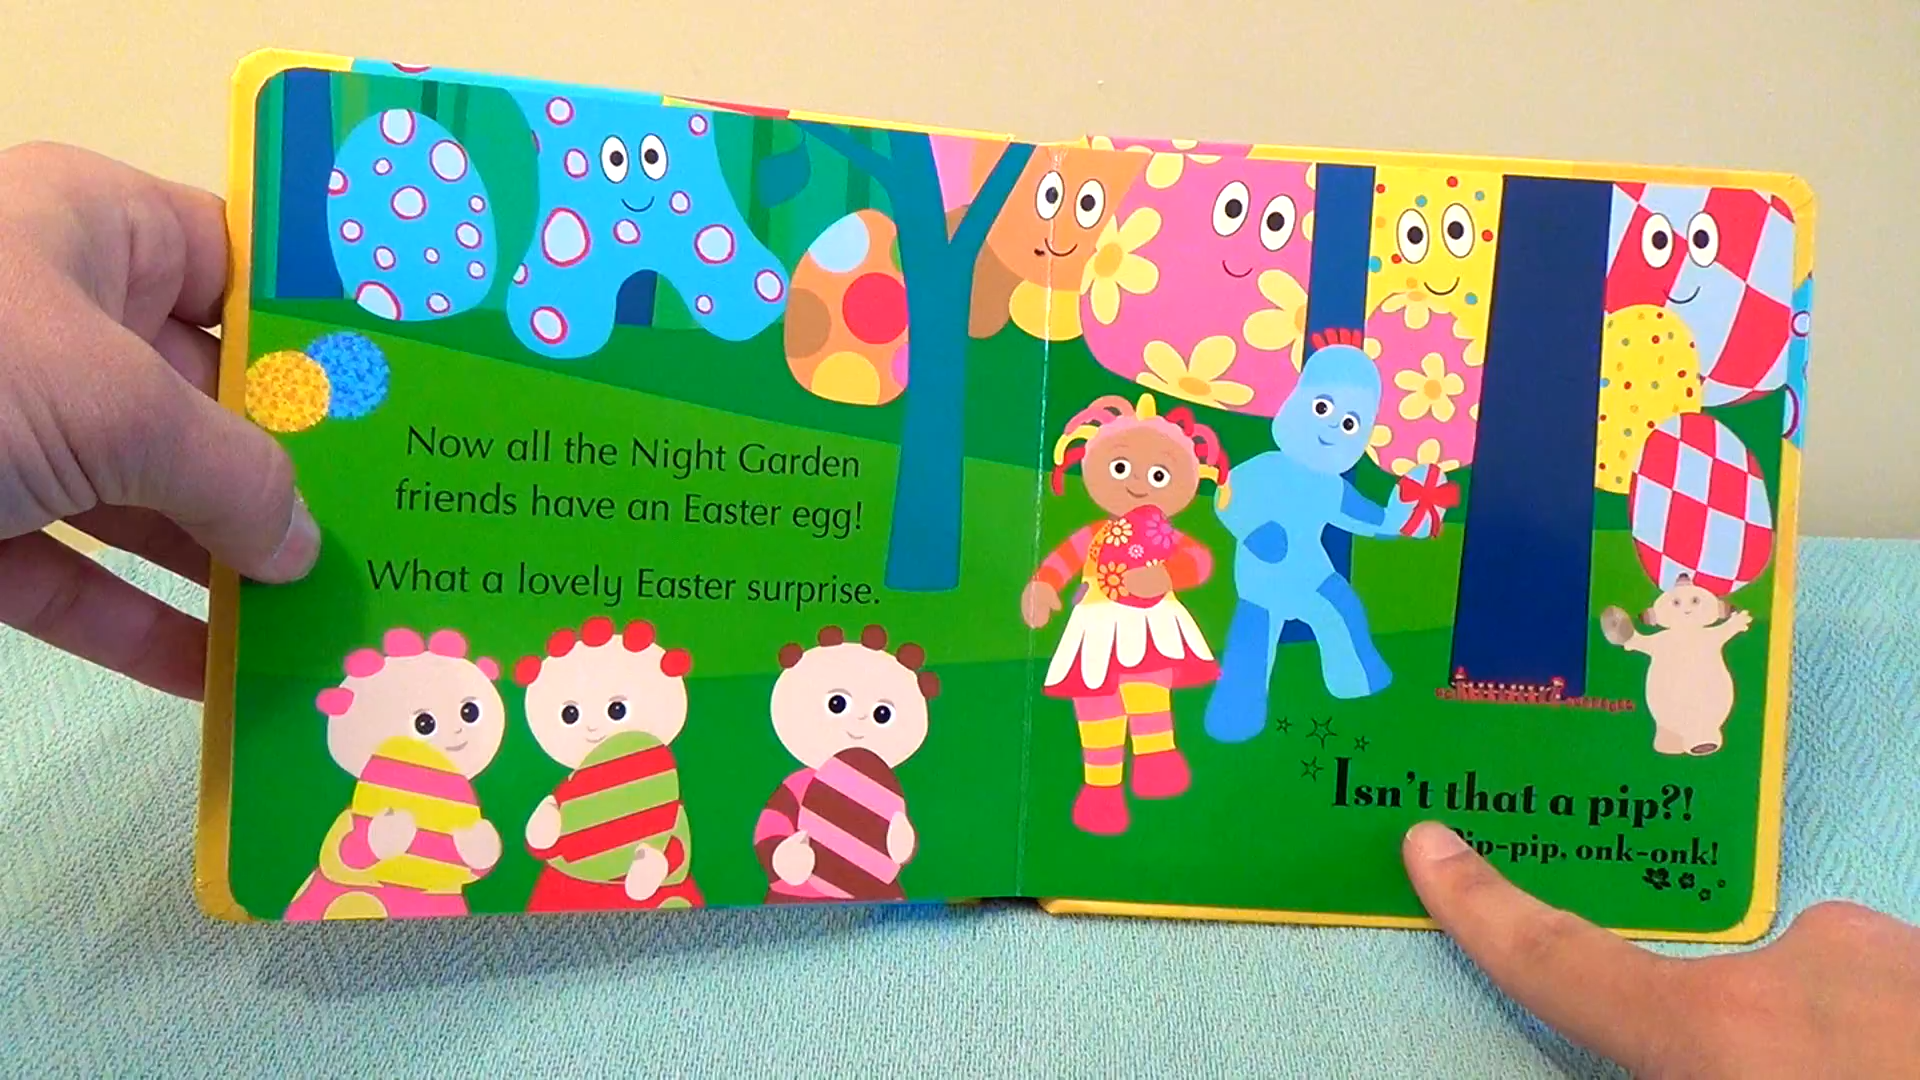 Now all the Night Garden
friends have an Easter egg!
What a lovely Easter surprise.
Isn't that a pip?!
Pip-pip, onk-onk!